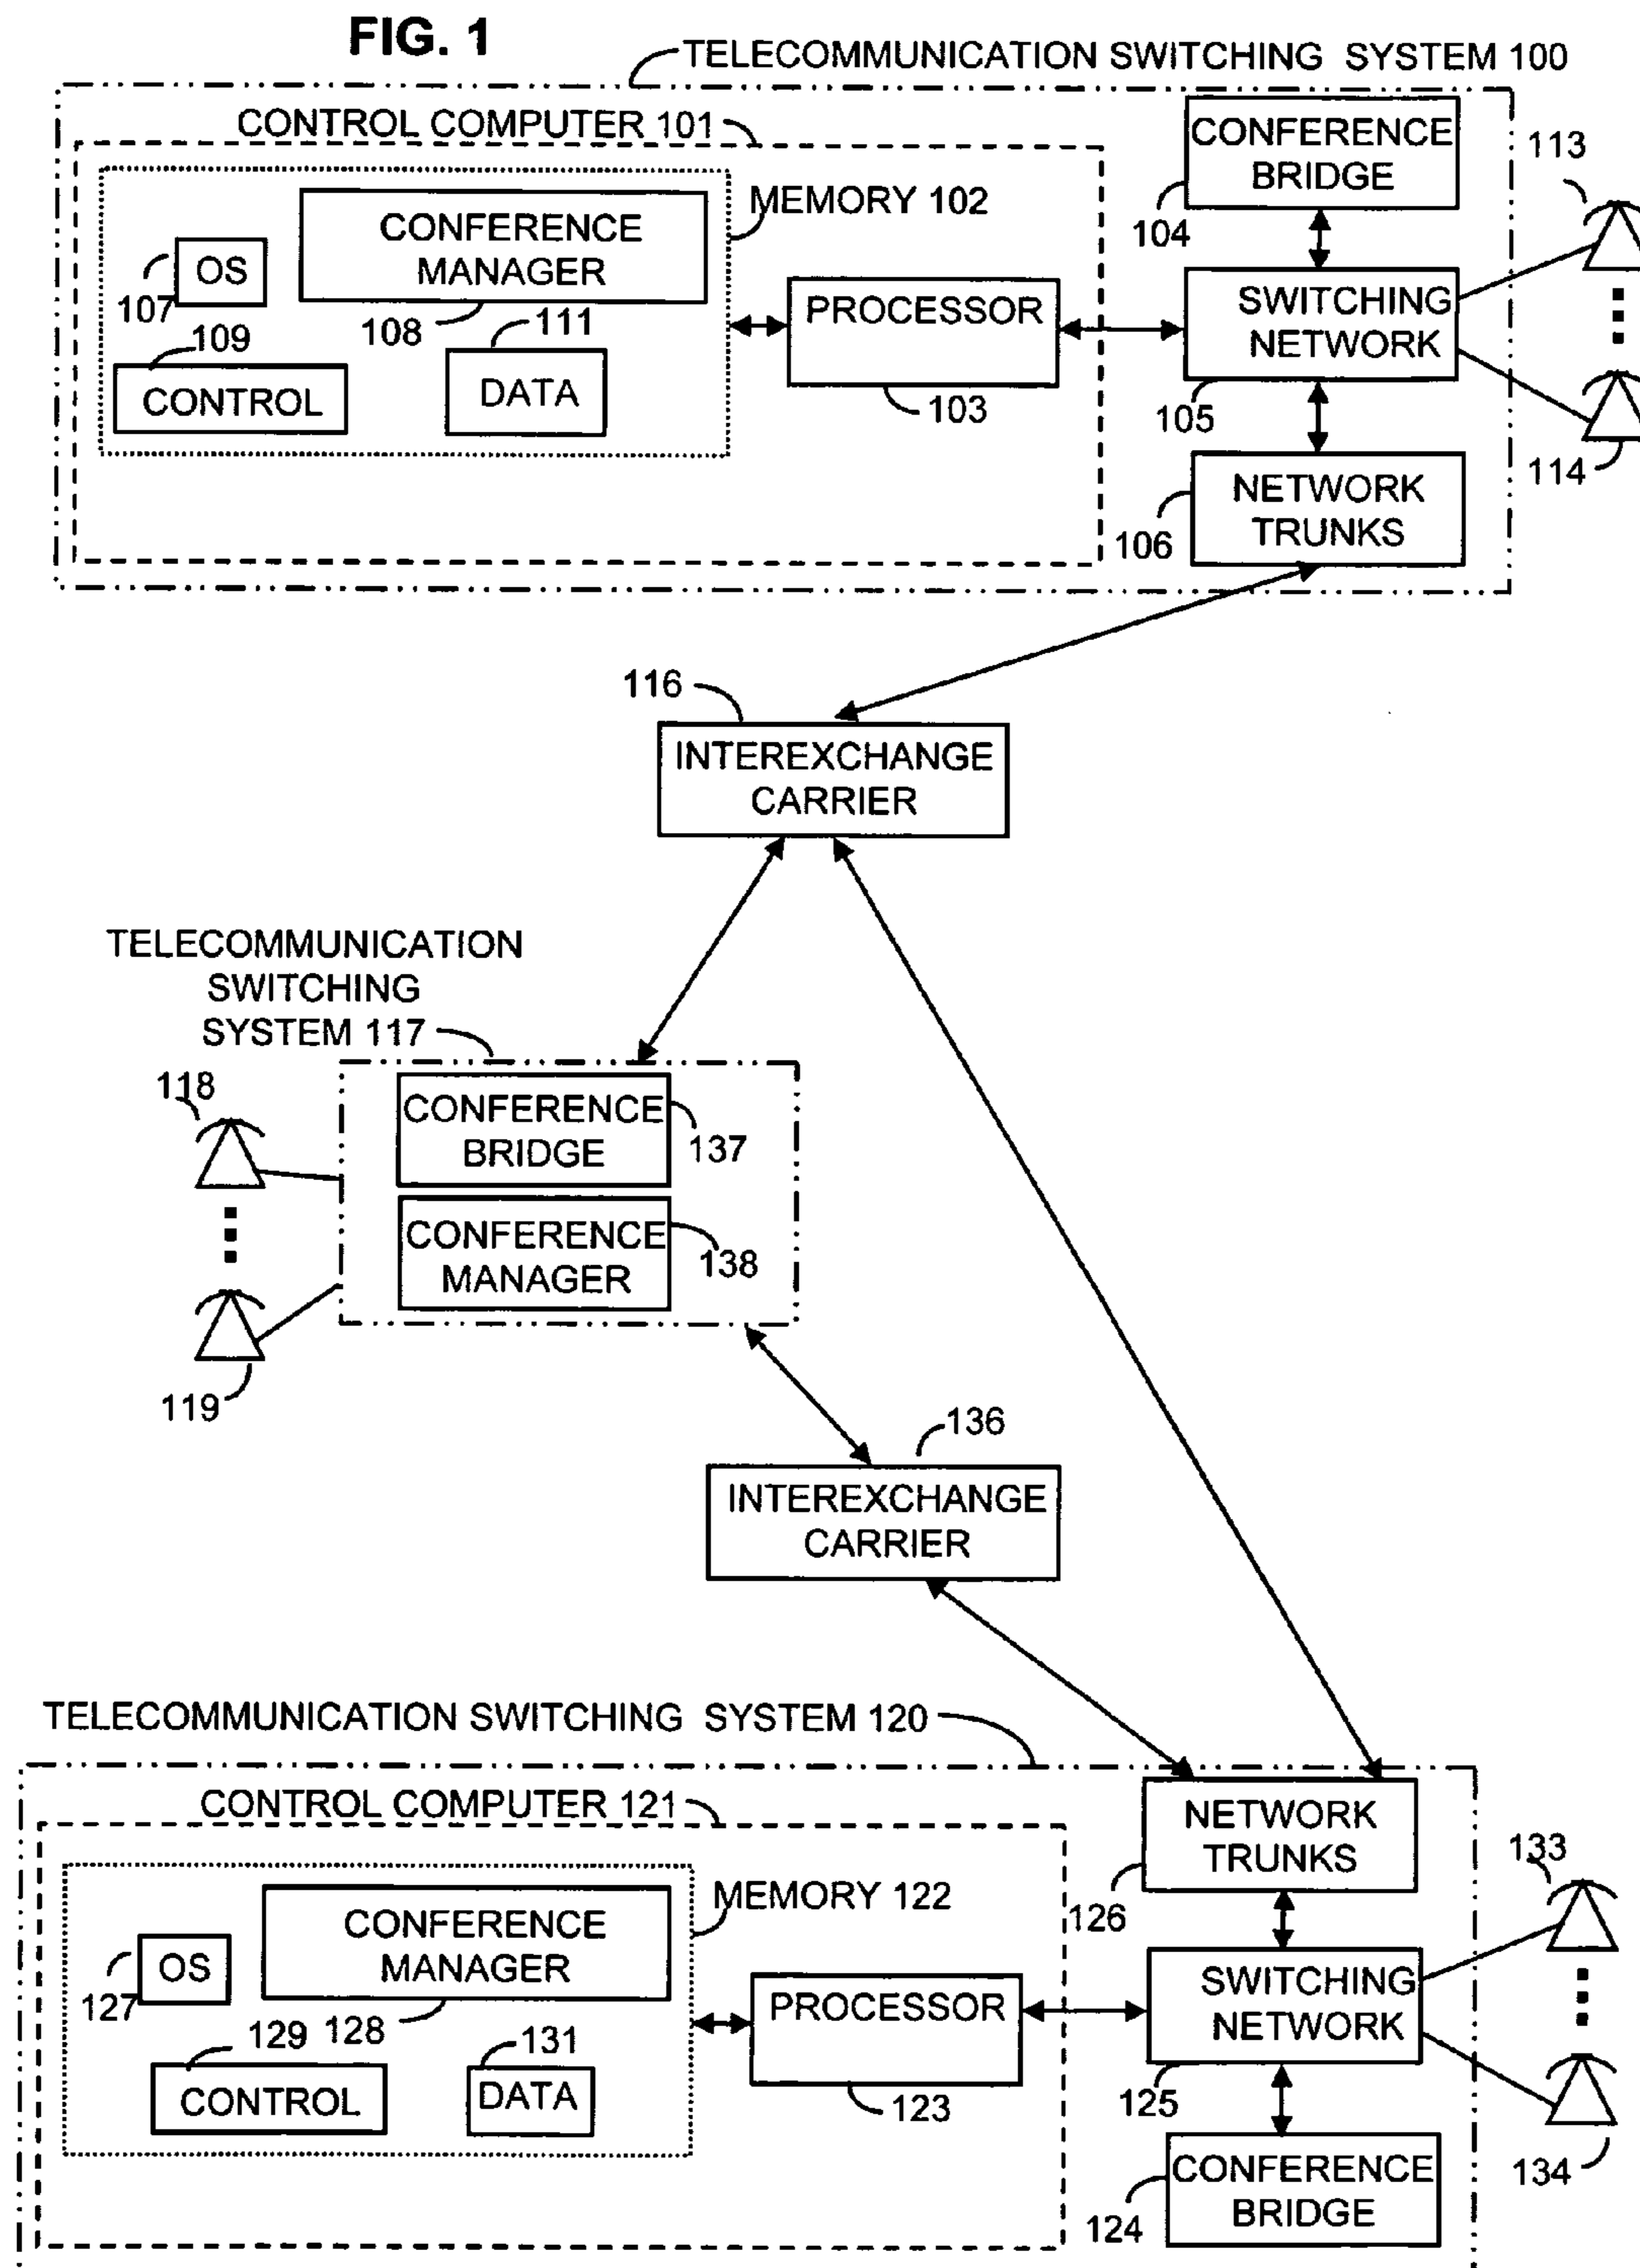 FIG. 1
TELECOMMUNICATION SWITCHING SYSTEM 100
CONTROL COMPUTER 101
CONFERENCE
BRIDGE
104
113
MEMORY 102
CONFERENCE
MANAGER
108
OS
107
109
CONTROL
111
DATA
PROCESSOR
103
SWITCHING
NETWORK
105
114
NETWORK
TRUNKS
106
116
INTEREXCHANGE
CARRIER
TELECOMMUNICATION
SWITCHING
SYSTEM 117
118
CONFERENCE
BRIDGE
137
CONFERENCE
MANAGER
138
119
136
INTEREXCHANGE
CARRIER
TELECOMMUNICATION SWITCHING SYSTEM 120
CONTROL COMPUTER 121
NETWORK
TRUNKS
126
133
MEMORY 122
CONFERENCE
MANAGER
128
OS
127
129
CONTROL
131
DATA
PROCESSOR
123
SWITCHING
NETWORK
125
134
CONFERENCE
BRIDGE
124